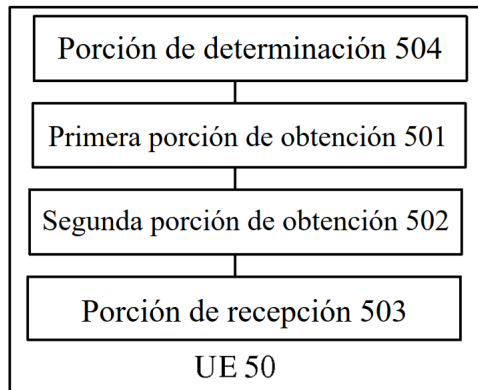 Porción de determinación 504
Primera porción de obtención 501
Segunda porción de obtención 502
Porción de recepción 503
UE 50